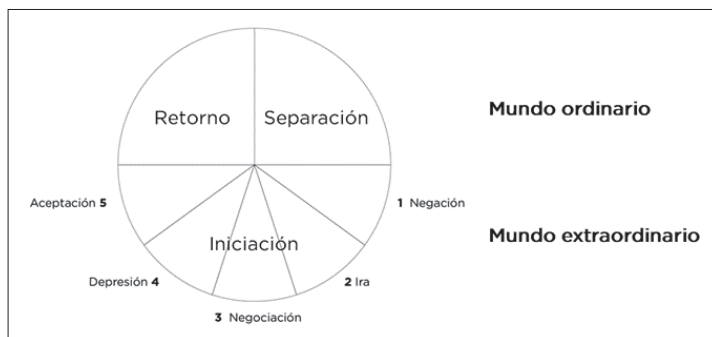 Retorno
Separación
Mundo ordinario
Aceptación 5
1 Negación
Iniciación
Mundo extraordinario
Depresión 4
2 Ira
3 Negociación